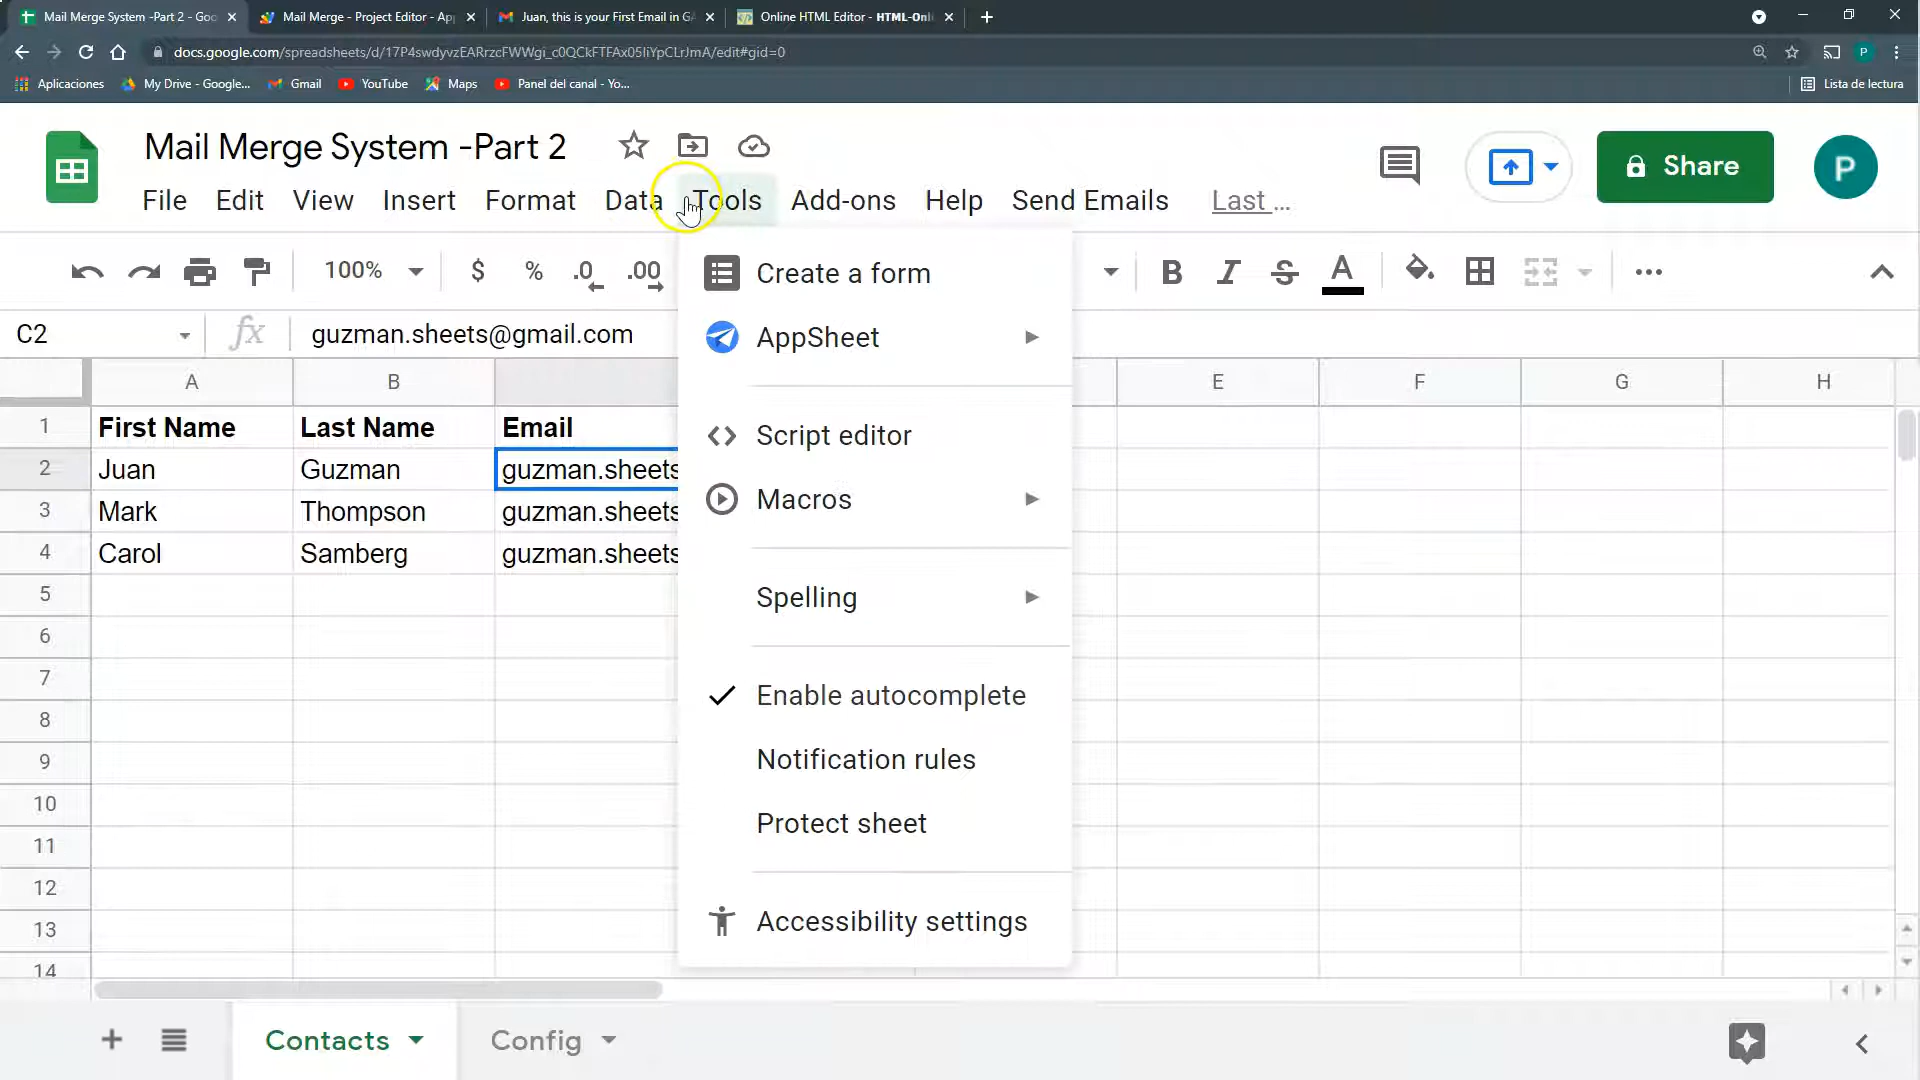 Mail Merge System -Part 2 - Goo
Mail Merge - Project Editor - Ap
Juan, this is your First Email in GA
Online HTML Editor - HTML-Onli
docs.google.com/spreadsheets/d/17P4swdyvzEARrzcFWWgi_c0QCkFTFAx05IiYpCLrJmA/edit#gid=0
P
Aplicaciones
My Drive - Google...
Gmail
YouTube
Maps
Panel del canal - Yo...
Lista de lectura
Mail Merge System -Part 2
Share
P
File Edit View Insert Format Data Tools Add-ons Help Send Emails Last ...
100% $ % .0 .00 B I S A
C2 fx guzman.sheets@gmail.com
Create a form
AppSheet
Script editor
Macros
Spelling
Enable autocomplete
Notification rules
Protect sheet
Accessibility settings
A B E F G H
1 First Name Last Name Email
2 Juan Guzman guzman.sheets
3 Mark Thompson guzman.sheets
4 Carol Samberg guzman.sheets
5
6
7
8
9
10
11
12
13
14
Contacts Config